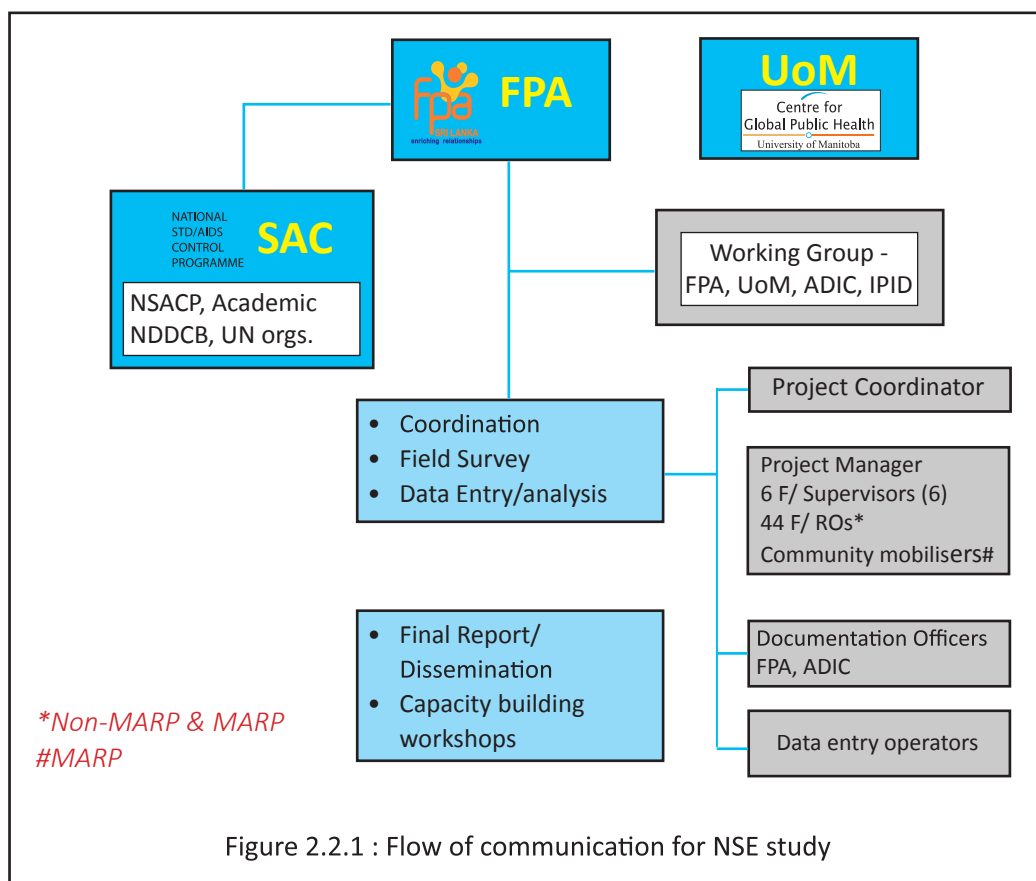 fpa
SRI LANKA
enriching relationships
FPA
UoM
Centre for
Global Public Health
University of Manitoba
NATIONAL
STD/AIDS
CONTROL
PROGRAMME
SAC
NSACP, Academic
NDDCB, UN orgs.
Working Group -
FPA, UoM, ADIC, IPID
• Coordination
• Field Survey
• Data Entry/analysis
Project Coordinator
Project Manager
6 F/ Supervisors (6)
44 F/ ROs*
Community mobilisers#
• Final Report/
Dissemination
• Capacity building
workshops
Documentation Officers
FPA, ADIC
Data entry operators
*Non-MARP & MARP
#MARP
Figure 2.2.1 : Flow of communication for NSE study